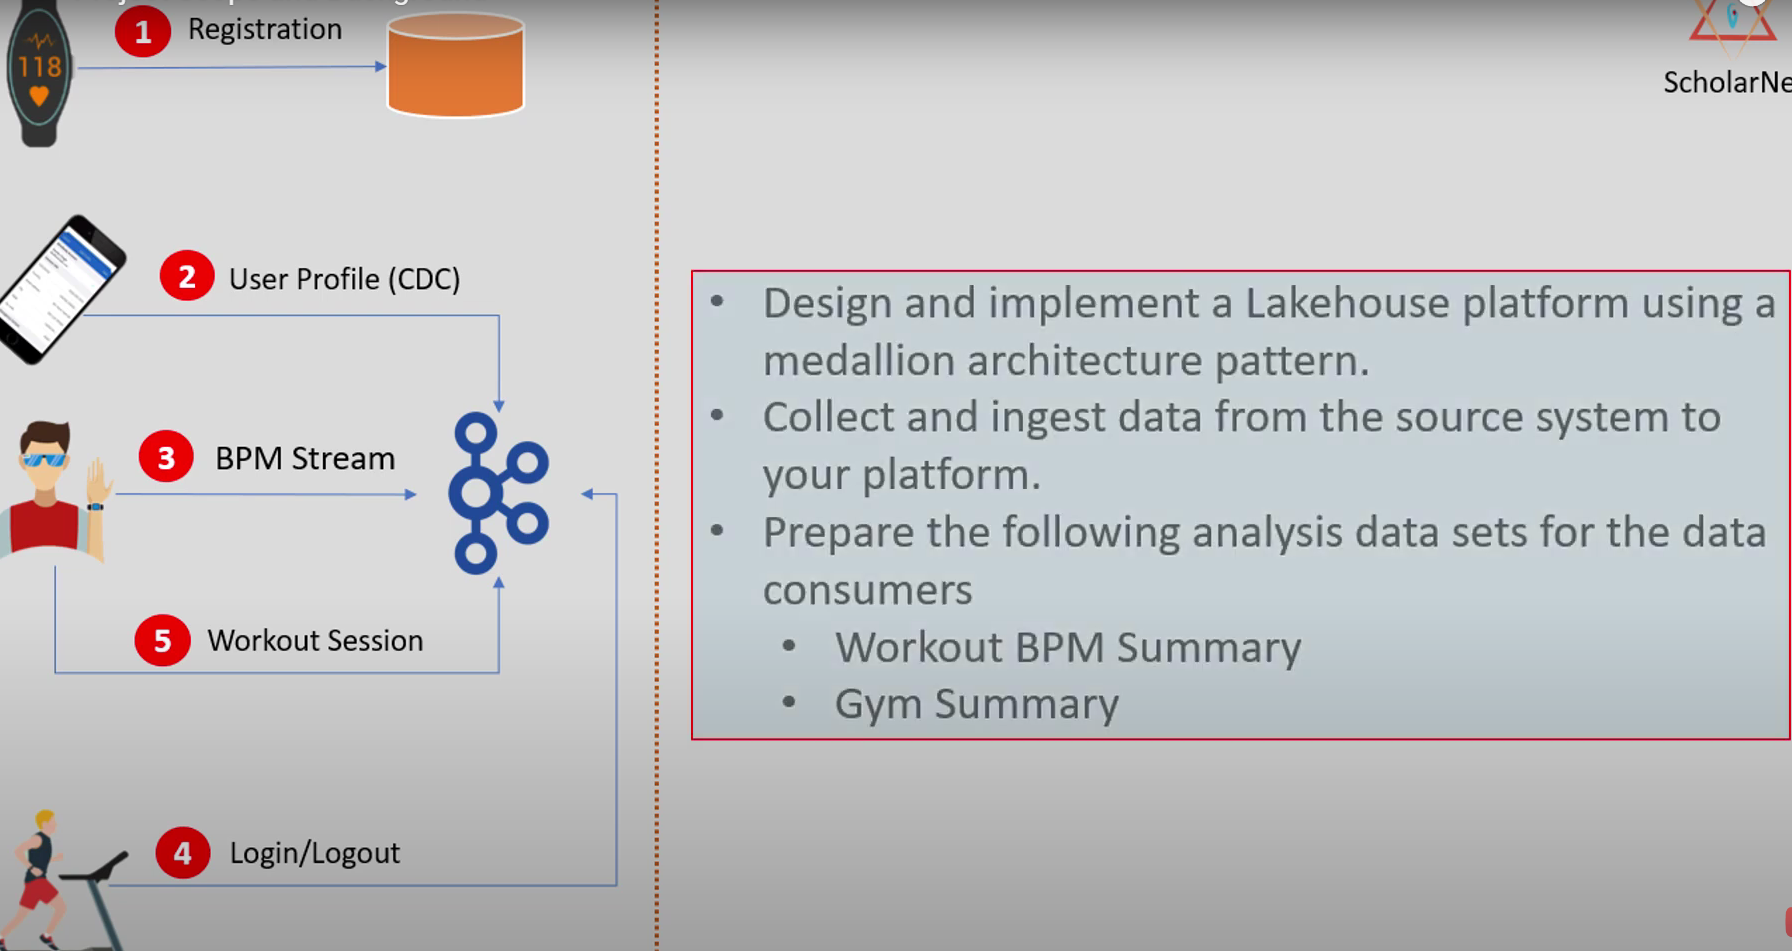 1 Registration
118
ScholarNe
2 User Profile (CDC)
3 BPM Stream
5 Workout Session
4 Login/Logout
• Design and implement a Lakehouse platform using a
medallion architecture pattern.
• Collect and ingest data from the source system to
your platform.
• Prepare the following analysis data sets for the data
consumers
• Workout BPM Summary
• Gym Summary